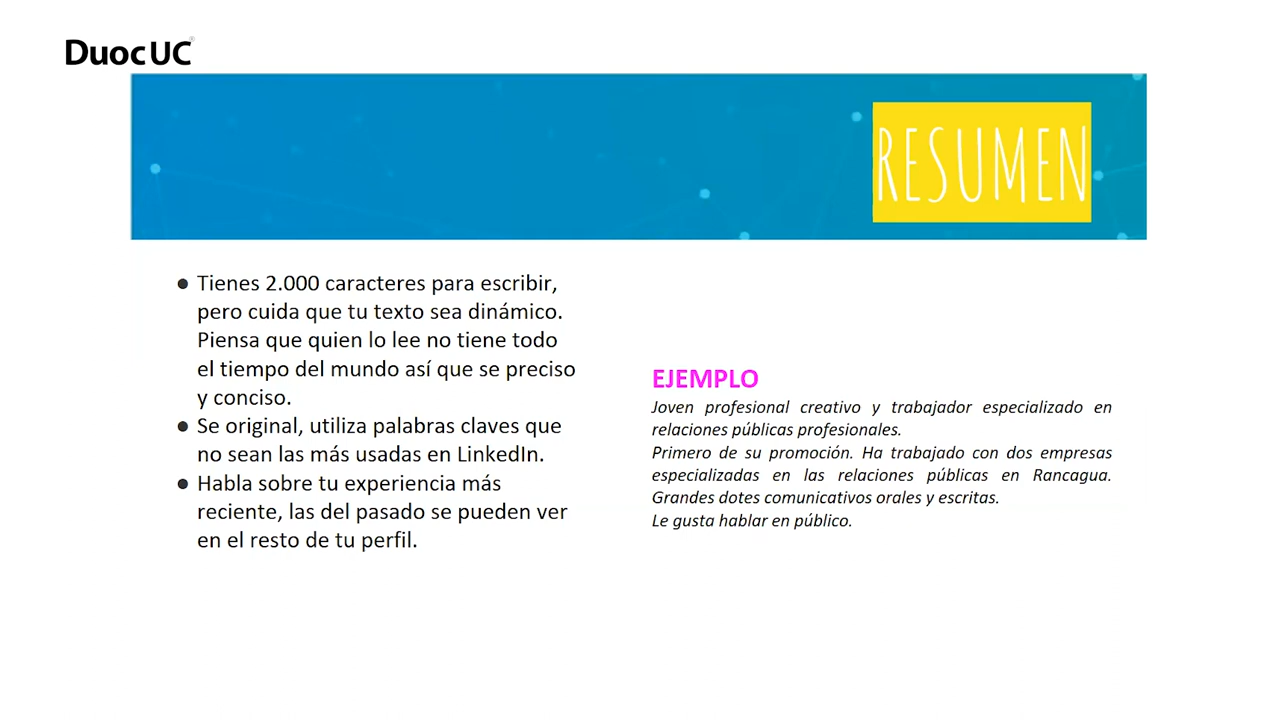 DuocUC
RESUMEN
● Tienes 2.000 caracteres para escribir,
pero cuida que tu texto sea dinámico.
Piensa que quien lo lee no tiene todo
el tiempo del mundo así que se preciso
y conciso.
● Se original, utiliza palabras claves que
no sean las más usadas en LinkedIn.
● Habla sobre tu experiencia más
reciente, las del pasado se pueden ver
en el resto de tu perfil.
EJEMPLO
Joven profesional creativo y trabajador especializado en
relaciones públicas profesionales.
Primero de su promoción. Ha trabajado con dos empresas
especializadas en las relaciones públicas en Rancagua.
Grandes dotes comunicativos orales y escritas.
Le gusta hablar en público.